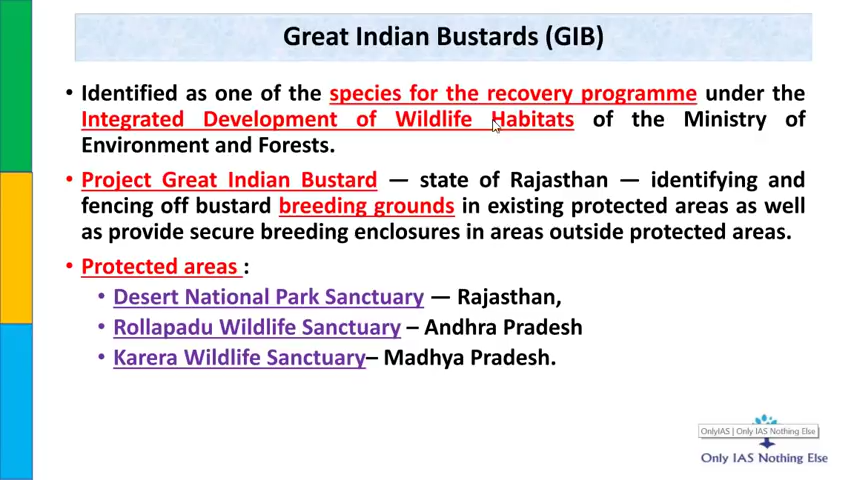 Great Indian Bustards (GIB)
• Identified as one of the species for the recovery programme under the
Integrated Development of Wildlife Habitats of the Ministry of
Environment and Forests.
• Project Great Indian Bustard — state of Rajasthan — identifying and
fencing off bustard breeding grounds in existing protected areas as well
as provide secure breeding enclosures in areas outside protected areas.
• Protected areas :
• Desert National Park Sanctuary — Rajasthan,
• Rollapadu Wildlife Sanctuary – Andhra Pradesh
• Karera Wildlife Sanctuary– Madhya Pradesh.
OnlyIAS | Only IAS Nothing Else
Only IAS Nothing Else